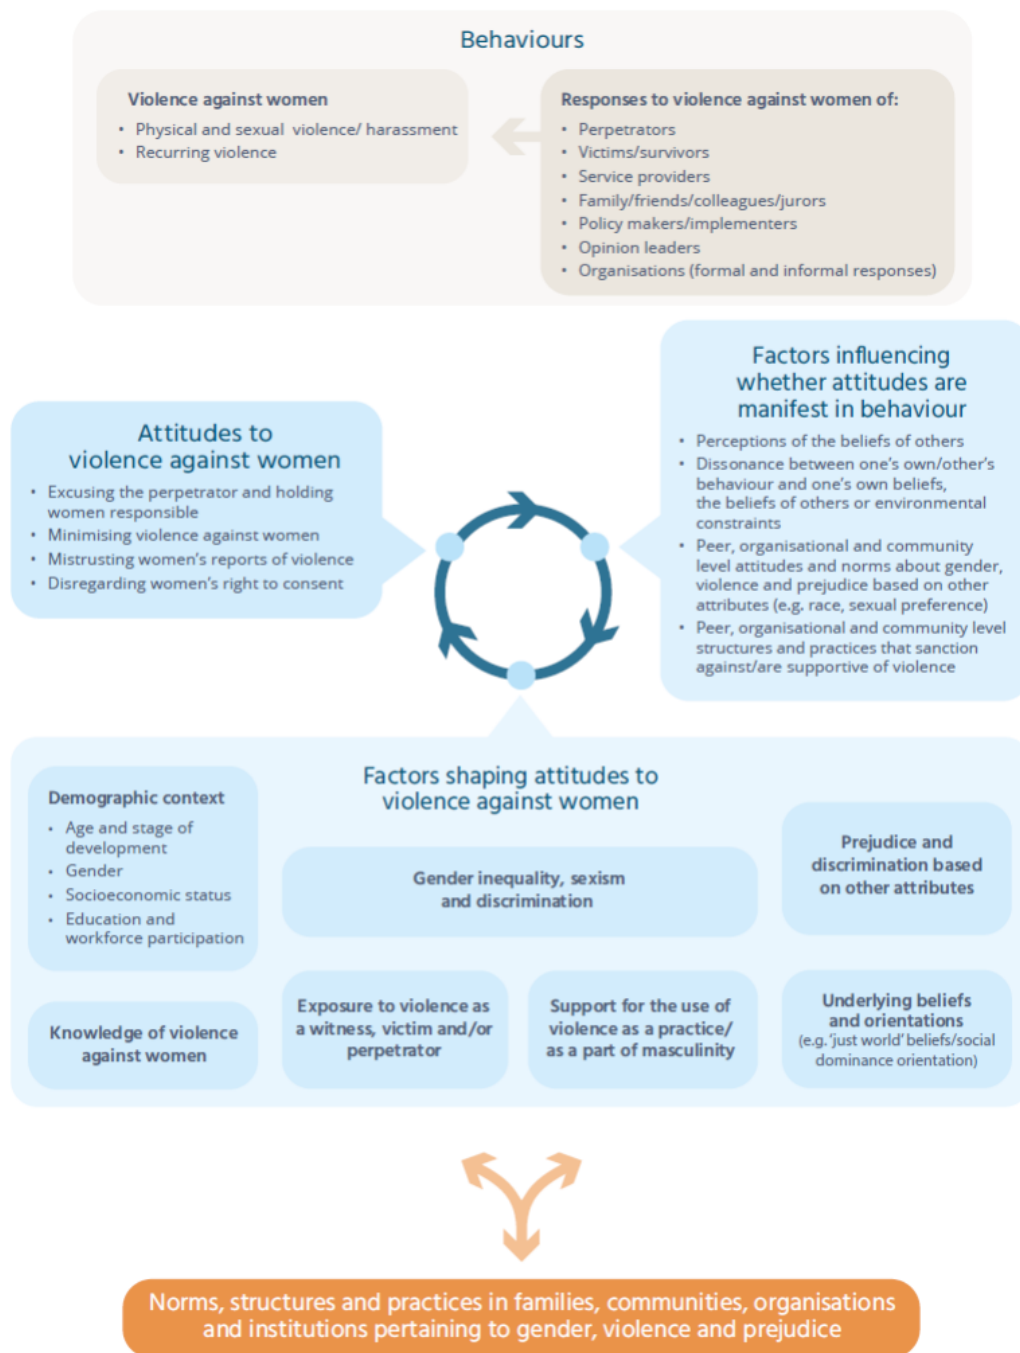 Behaviours
Violence against women
• Physical and sexual violence/ harassment
• Recurring violence
Responses to violence against women of:
• Perpetrators
• Victims/survivors
• Service providers
• Family/friends/colleagues/jurors
• Policy makers/implementers
• Opinion leaders
• Organisations (formal and informal responses)
Attitudes to
violence against women
• Excusing the perpetrator and holding
women responsible
• Minimising violence against women
• Mistrusting women's reports of violence
• Disregarding women's right to consent
Factors influencing
whether attitudes are
manifest in behaviour
• Perceptions of the beliefs of others
• Dissonance between one's own/other's
behaviour and one's own beliefs,
the beliefs of others or environmental
constraints
• Peer, organisational and community
level attitudes and norms about gender,
violence and prejudice based on other
attributes (e.g. race, sexual preference)
• Peer, organisational and community level
structures and practices that sanction
against/are supportive of violence
Factors shaping attitudes to
violence against women
Demographic context
• Age and stage of
development
• Gender
• Socioeconomic status
• Education and
workforce participation
Gender inequality, sexism
and discrimination
Prejudice and
discrimination based
on other attributes
Knowledge of violence
against women
Exposure to violence as
a witness, victim and/or
perpetrator
Support for the use of
violence as a practice/
as a part of masculinity
Underlying beliefs
and orientations
(e.g. 'just world' beliefs/social
dominance orientation)
Norms, structures and practices in families, communities, organisations
and institutions pertaining to gender, violence and prejudice